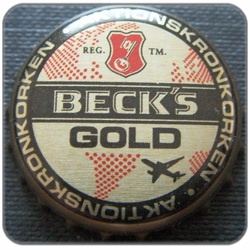 AKTIONSKRONKORKEN • AKTIONSKRONKORKEN •
REG. TM.
BECK'S
GOLD